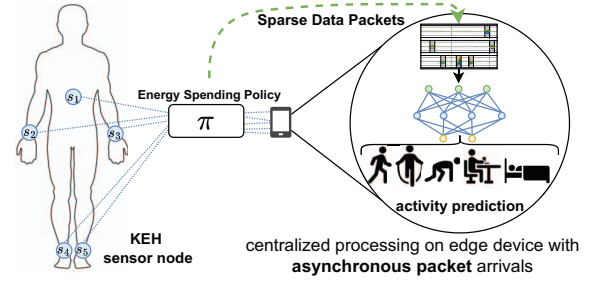 Sparse Data Packets
Energy Spending Policy
π
s1
s2
s3
s4
s5
KEH
sensor node
activity prediction
centralized processing on edge device with
asynchronous packet arrivals